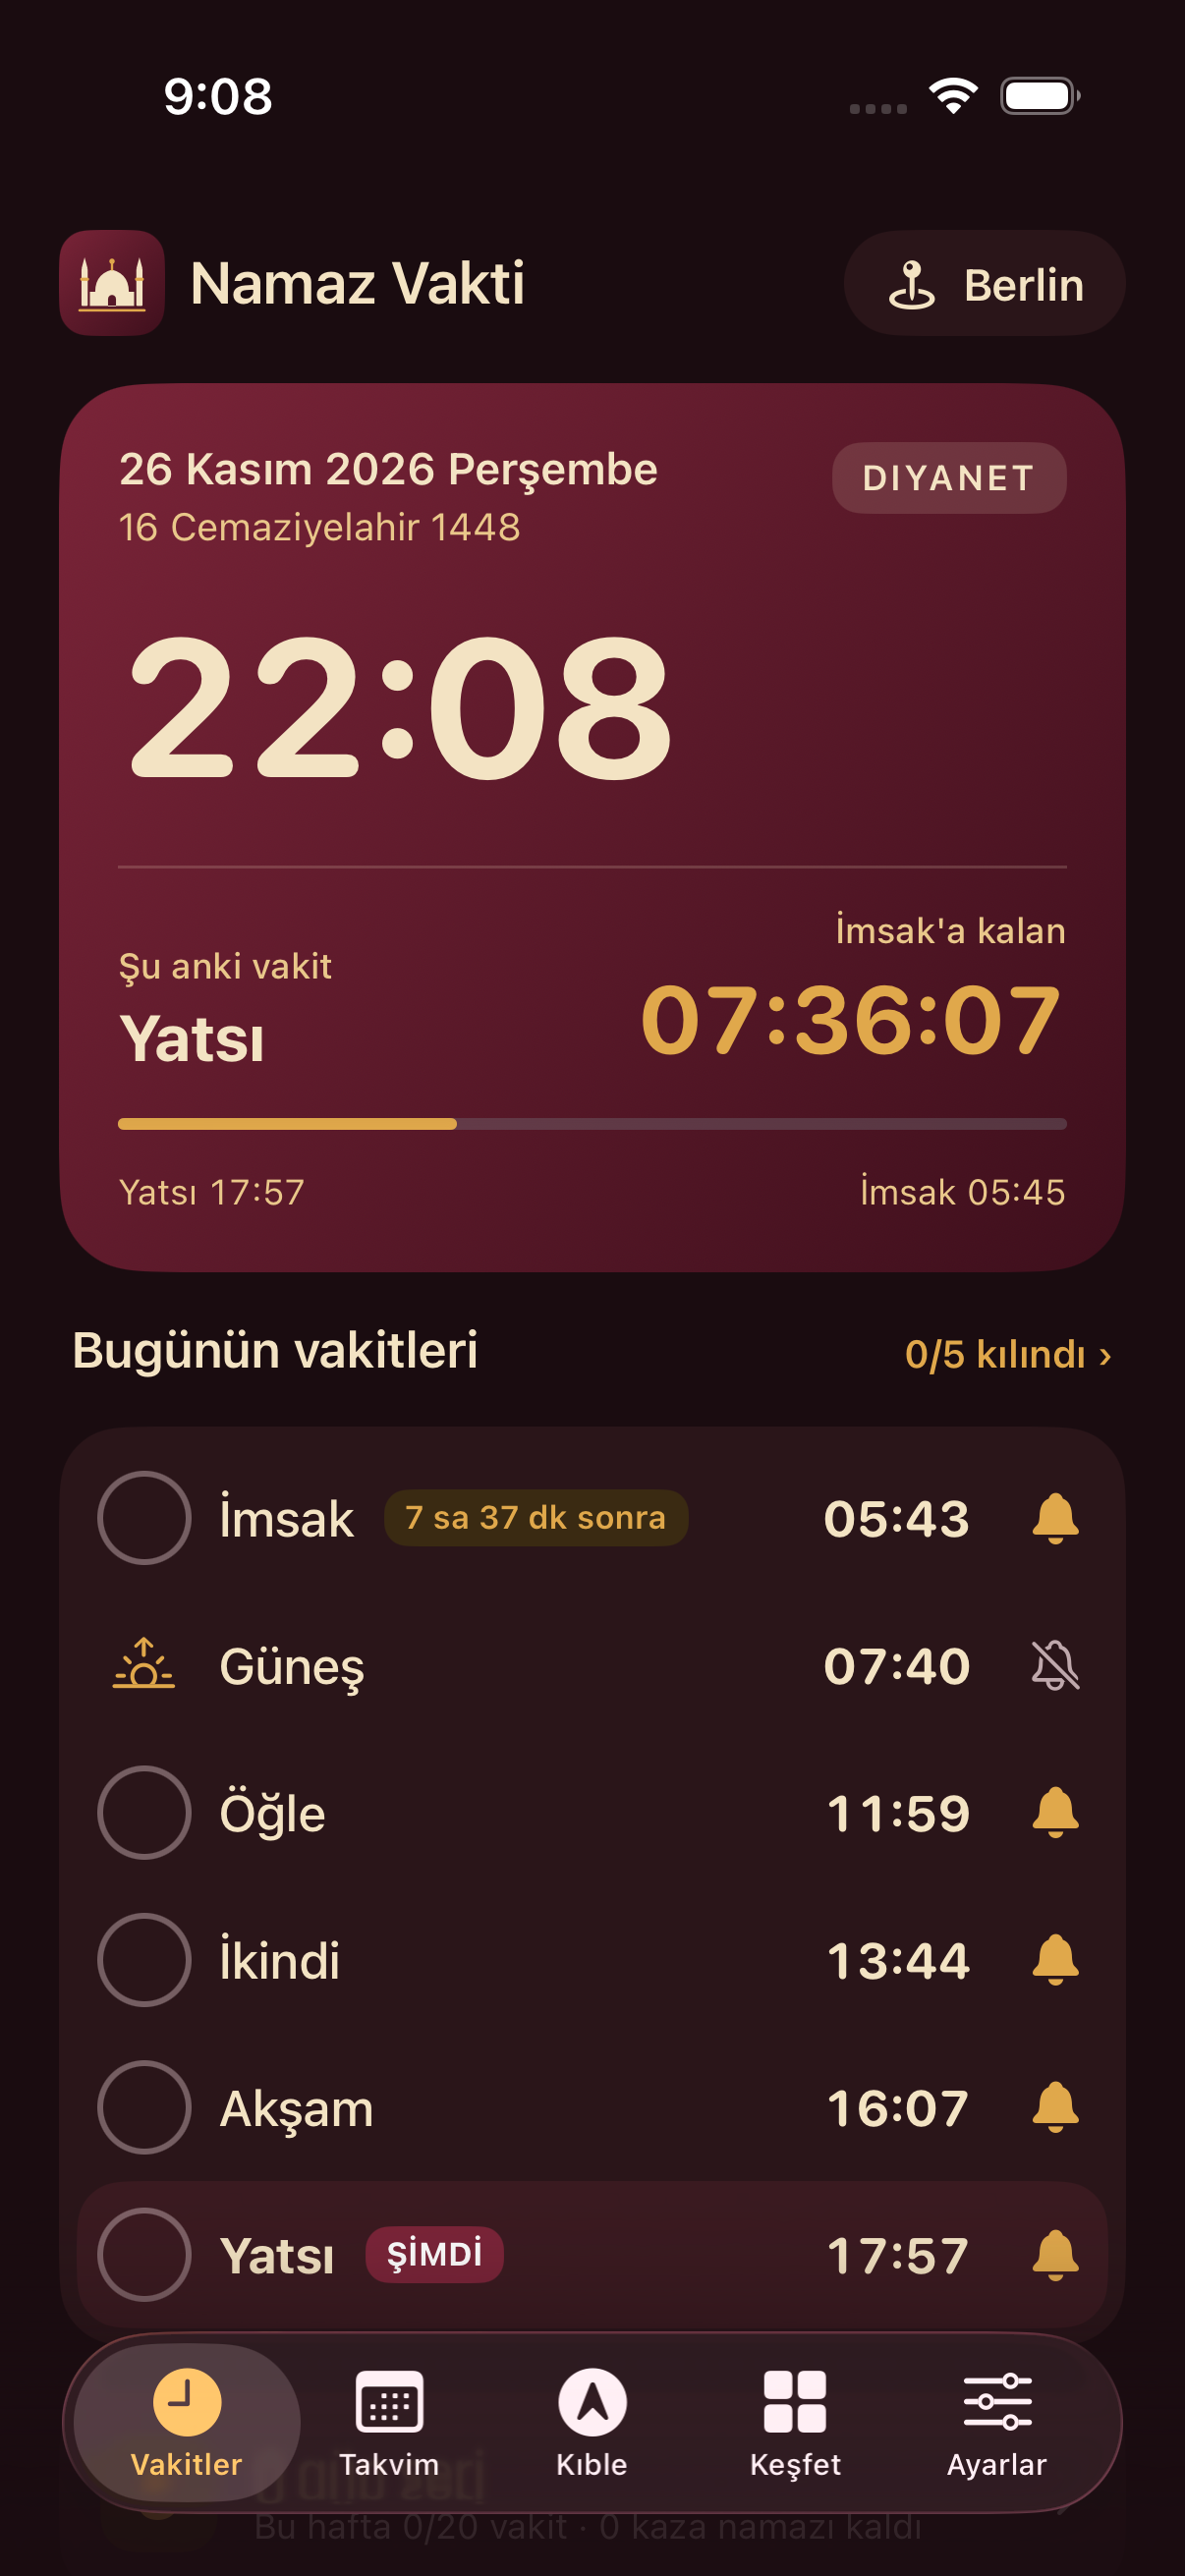 9:08
Namaz Vakti
Berlin
26 Kasım 2026 Perşembe
DIYANET
16 Cemaziyelahir 1448
22:08
Şu anki vakit
İmsak'a kalan
Yatsı
07:36:07
Yatsı 17:57
İmsak 05:45
Bugünün vakitleri
0/5 kılındı ›
İmsak 7 sa 37 dk sonra 05:43
Güneş 07:40
Öğle 11:59
İkindi 13:44
Akşam 16:07
Yatsı ŞİMDİ 17:57
Vakitler Takvim Kıble Keşfet Ayarlar
Bu hafta 0/20 vakit · 0 kaza namazı kaldı